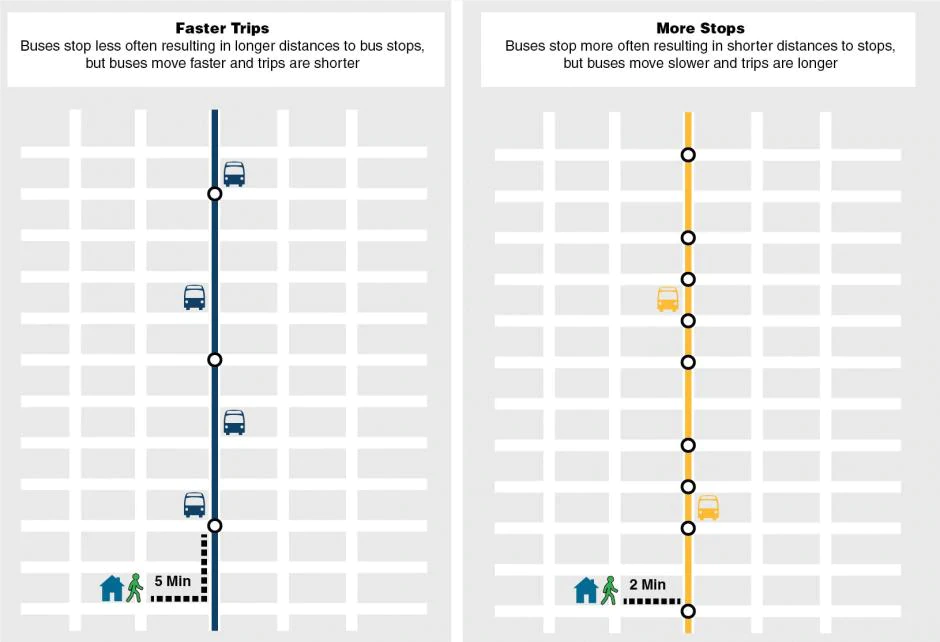 Faster Trips
Buses stop less often resulting in longer distances to bus stops,
but buses move faster and trips are shorter
More Stops
Buses stop more often resulting in shorter distances to stops,
but buses move slower and trips are longer
5 Min
2 Min